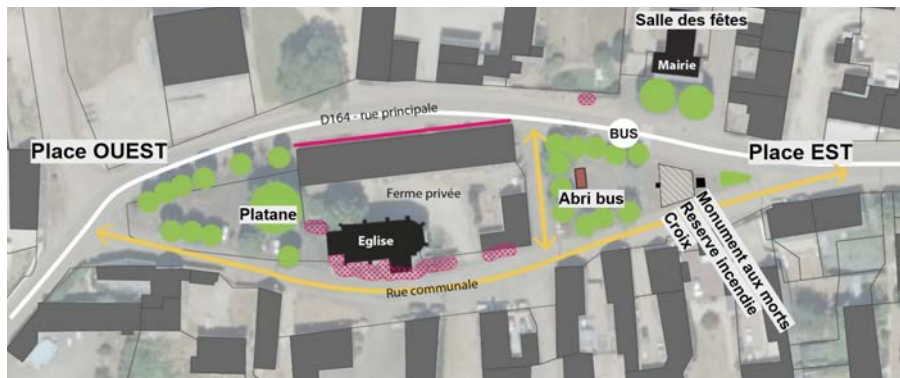 Salle des fêtes
Mairie
D164 - rue principale
BUS
Place OUEST
Place EST
Ferme privée
Platane
Abri bus
Eglise
Monument aux morts
Reserve incendie
Croix
Rue communale